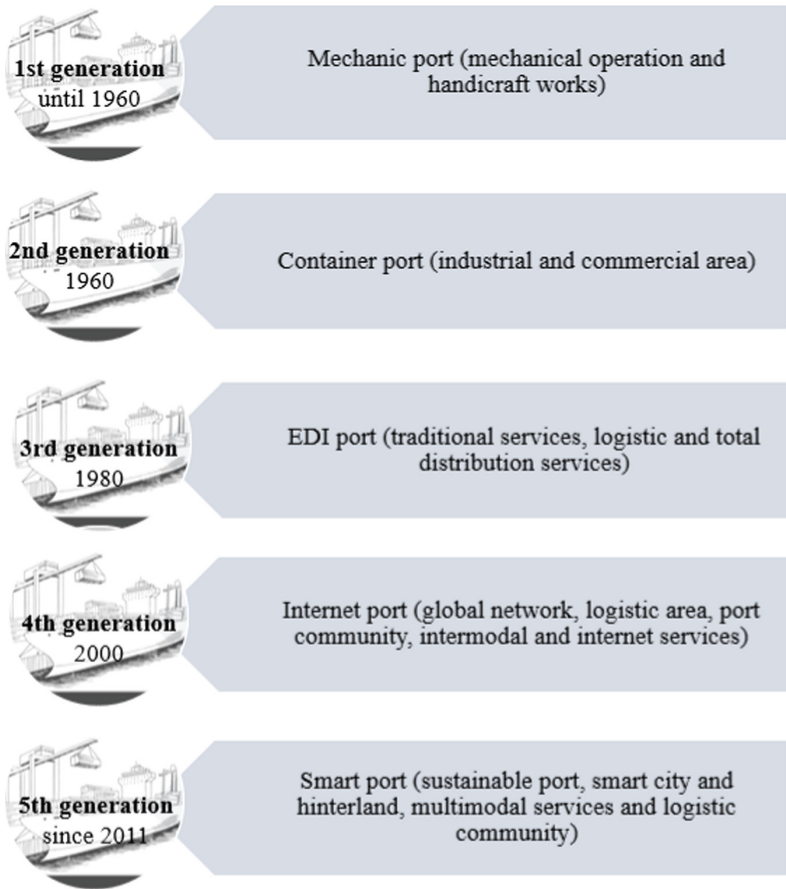 1st generation
until 1960
Mechanic port (mechanical operation and
handicraft works)
2nd generation
1960
Container port (industrial and commercial area)
3rd generation
1980
EDI port (traditional services, logistic and total
distribution services)
4th generation
2000
Internet port (global network, logistic area, port
community, intermodal and internet services)
5th generation
since 2011
Smart port (sustainable port, smart city and
hinterland, multimodal services and logistic
community)